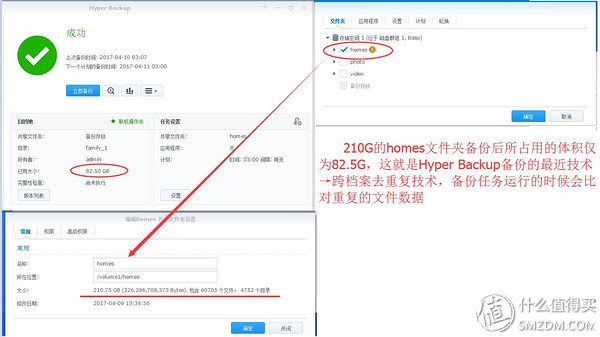 Hyper Backup
成功
上次备份时间: 2017-04-10 03:07
下一个计划的备份时间: 2017-04-11 03:00
立即备份
目的地
联机操作中
共享文件夹:
备份存放
目录:
family_1
所有者:
admin
已用大小:
82.50 GB
完整性检查:
尚未执行
版本列表
任务设置
共享文件夹:
homes
应用程序:
无
计划:
时间: 03:00 间隔: 每天
设置
文件夹
应用程序
设置
计划
轮换
存储空间 1 (位于 磁盘群组 1, Basic)
homes
photo
video
备份存放
确定
取消
210G的homes文件夹备份后所占用的体积仅
为82.5G，这就是Hyper Backup备份的最近技术
→跨档案去重复技术，备份任务运行的时候会比
对重复的文件数据
编辑homes 共享文件夹设置
常规
权限
高级权限
常规
名称:
homes
所在位置:
/volume1/homes
大小:
210.75 GB (226,286,708,373 Bytes), 包含 60705 个文件, 4752 个目录
修改日期:
2017-04-09 13:34:56
确定
关闭
值 什么值得买
SMZDM.COM